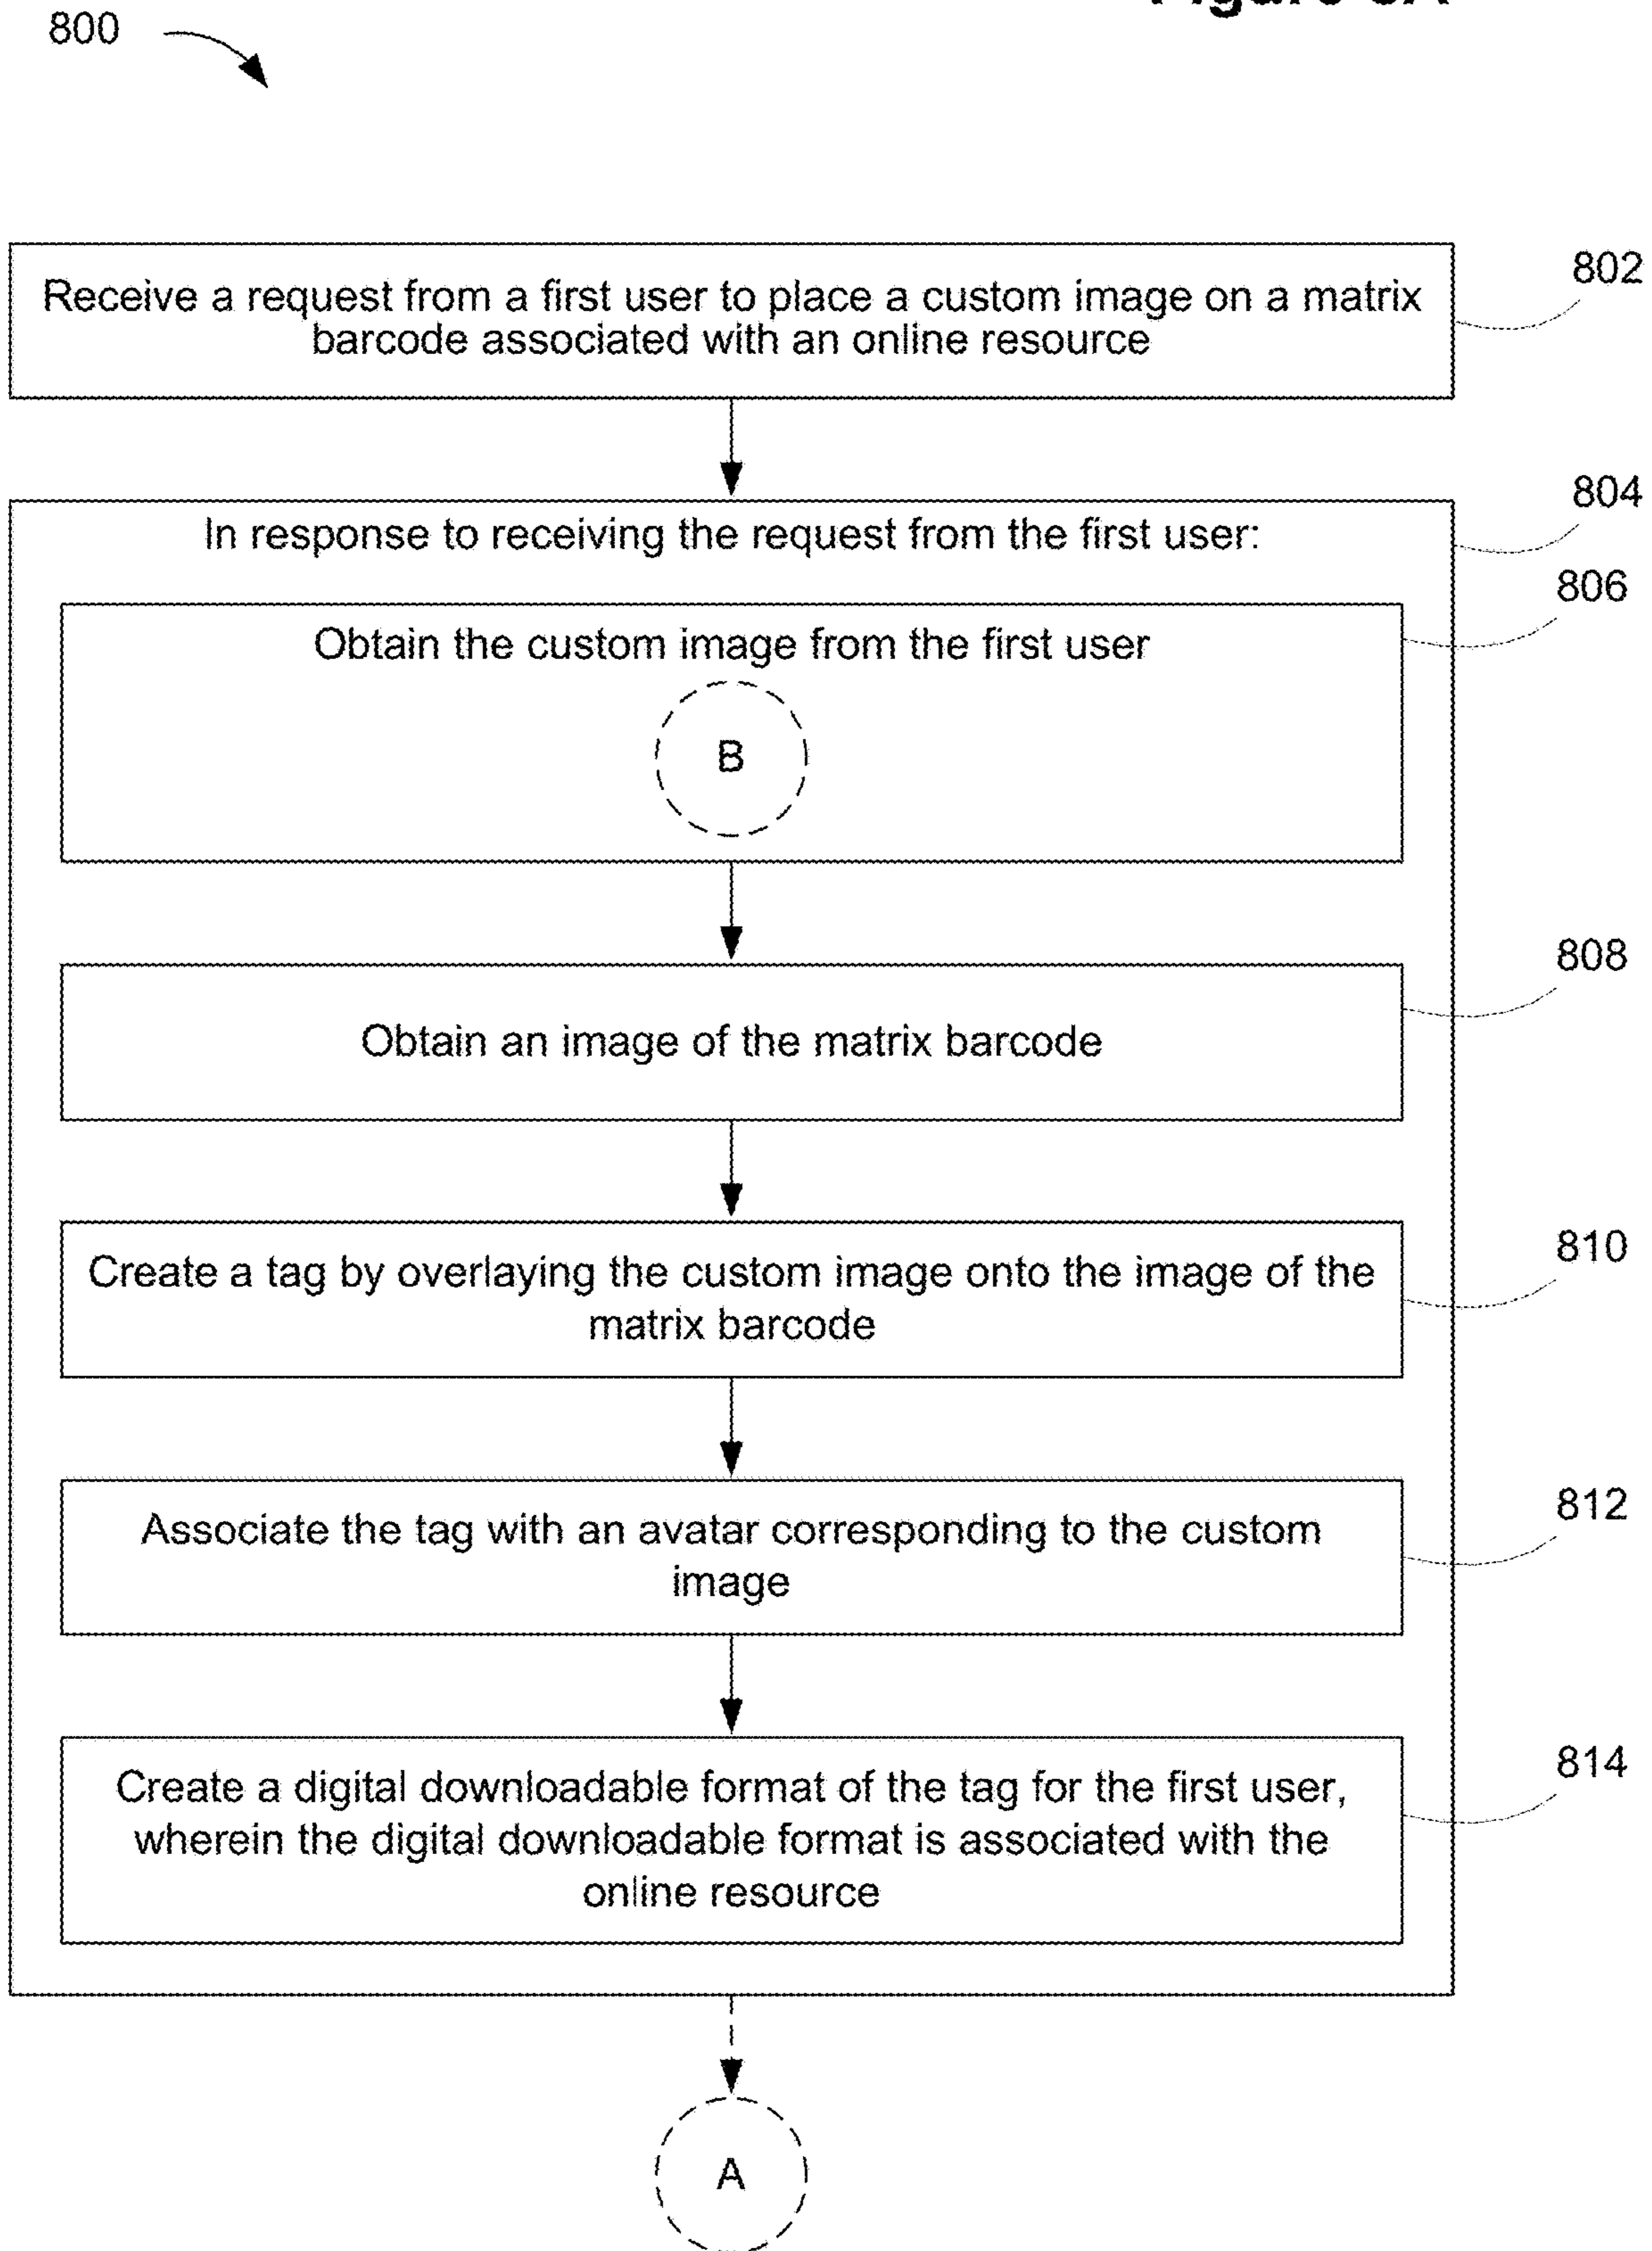 800
Receive a request from a first user to place a custom image on a matrix
barcode associated with an online resource
802
804
In response to receiving the request from the first user:
806
Obtain the custom image from the first user
B
808
Obtain an image of the matrix barcode
810
Create a tag by overlaying the custom image onto the image of the
matrix barcode
812
Associate the tag with an avatar corresponding to the custom
image
814
Create a digital downloadable format of the tag for the first user,
wherein the digital downloadable format is associated with the
online resource
A